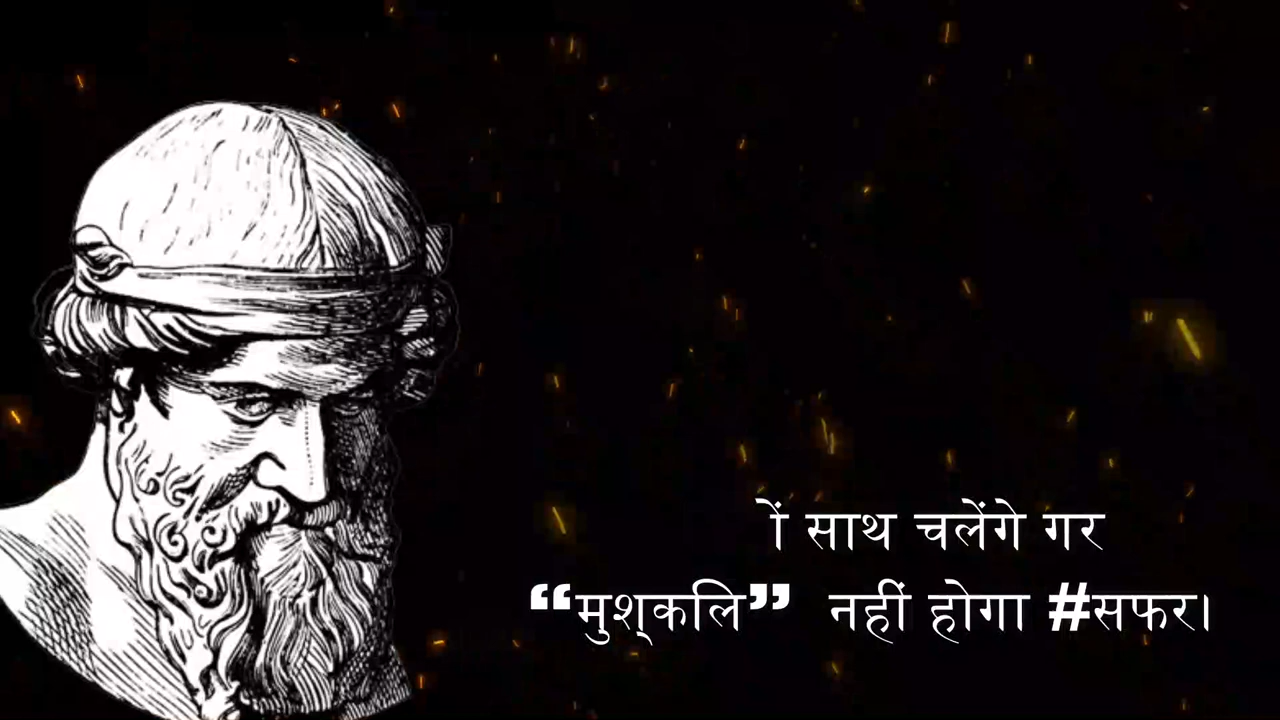 ों साथ चलेंगे गर
“मुश्कलि” नहीं होगा #सफर।